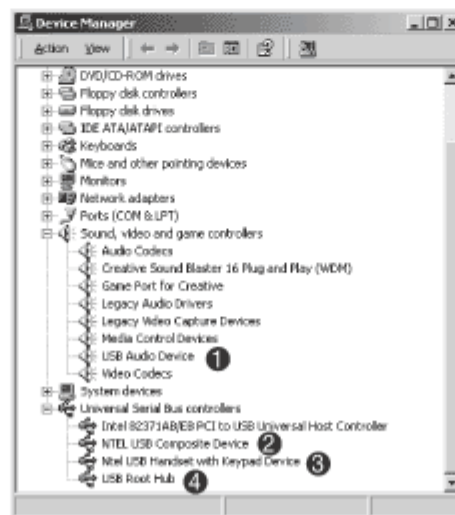 Device Manager
Action View
DVD/CD-ROM drives
Floppy disk controllers
Floppy disk drives
IDE ATA/ATAPI controllers
Keyboards
Mice and other pointing devices
Monitors
Network adapters
Ports (COM & LPT)
Sound, video and game controllers
Audio Codecs
Creative Sound Blaster 16 Plug and Play (WDM)
Game Port for Creative
Legacy Audio Drivers
Legacy Video Capture Devices
Media Control Devices
USB Audio Device 1
Video Codecs
System devices
Universal Serial Bus controllers
Intel 82371AB/EB PCI to USB Universal Host Controller
NTEL USB Composite Device 2
Ntel USB Handset with Keypad Device 3
USB Root Hub 4